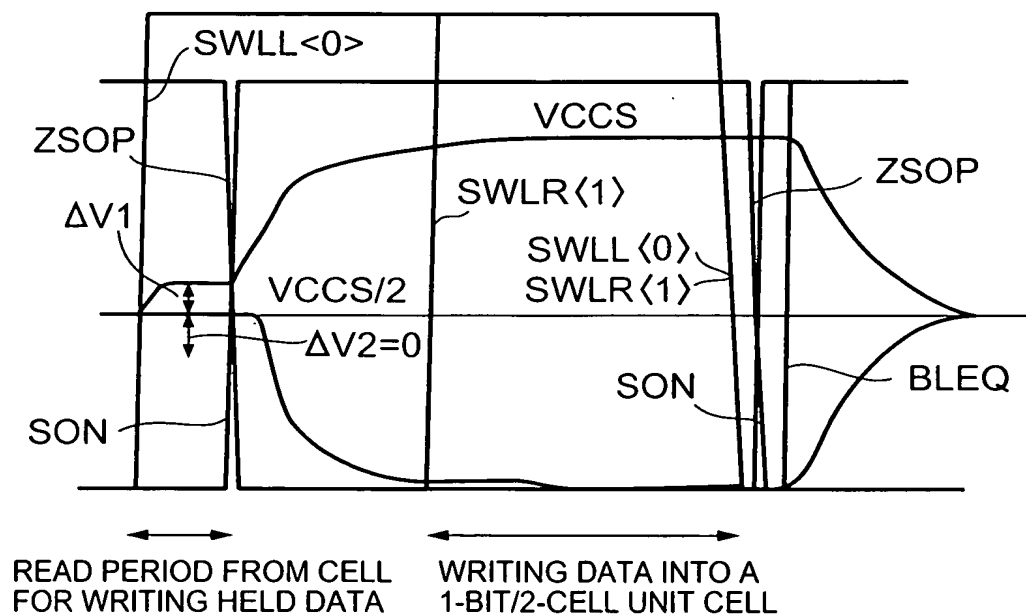 SWLL<0>
VCCS
ZSOP
ZSOP
SWLR⟨1⟩
ΔV1
SWLL⟨0⟩
VCCS/2
SWLR⟨1⟩
ΔV2=0
SON
BLEQ
SON
READ PERIOD FROM CELL
FOR WRITING HELD DATA
WRITING DATA INTO A
1-BIT/2-CELL UNIT CELL